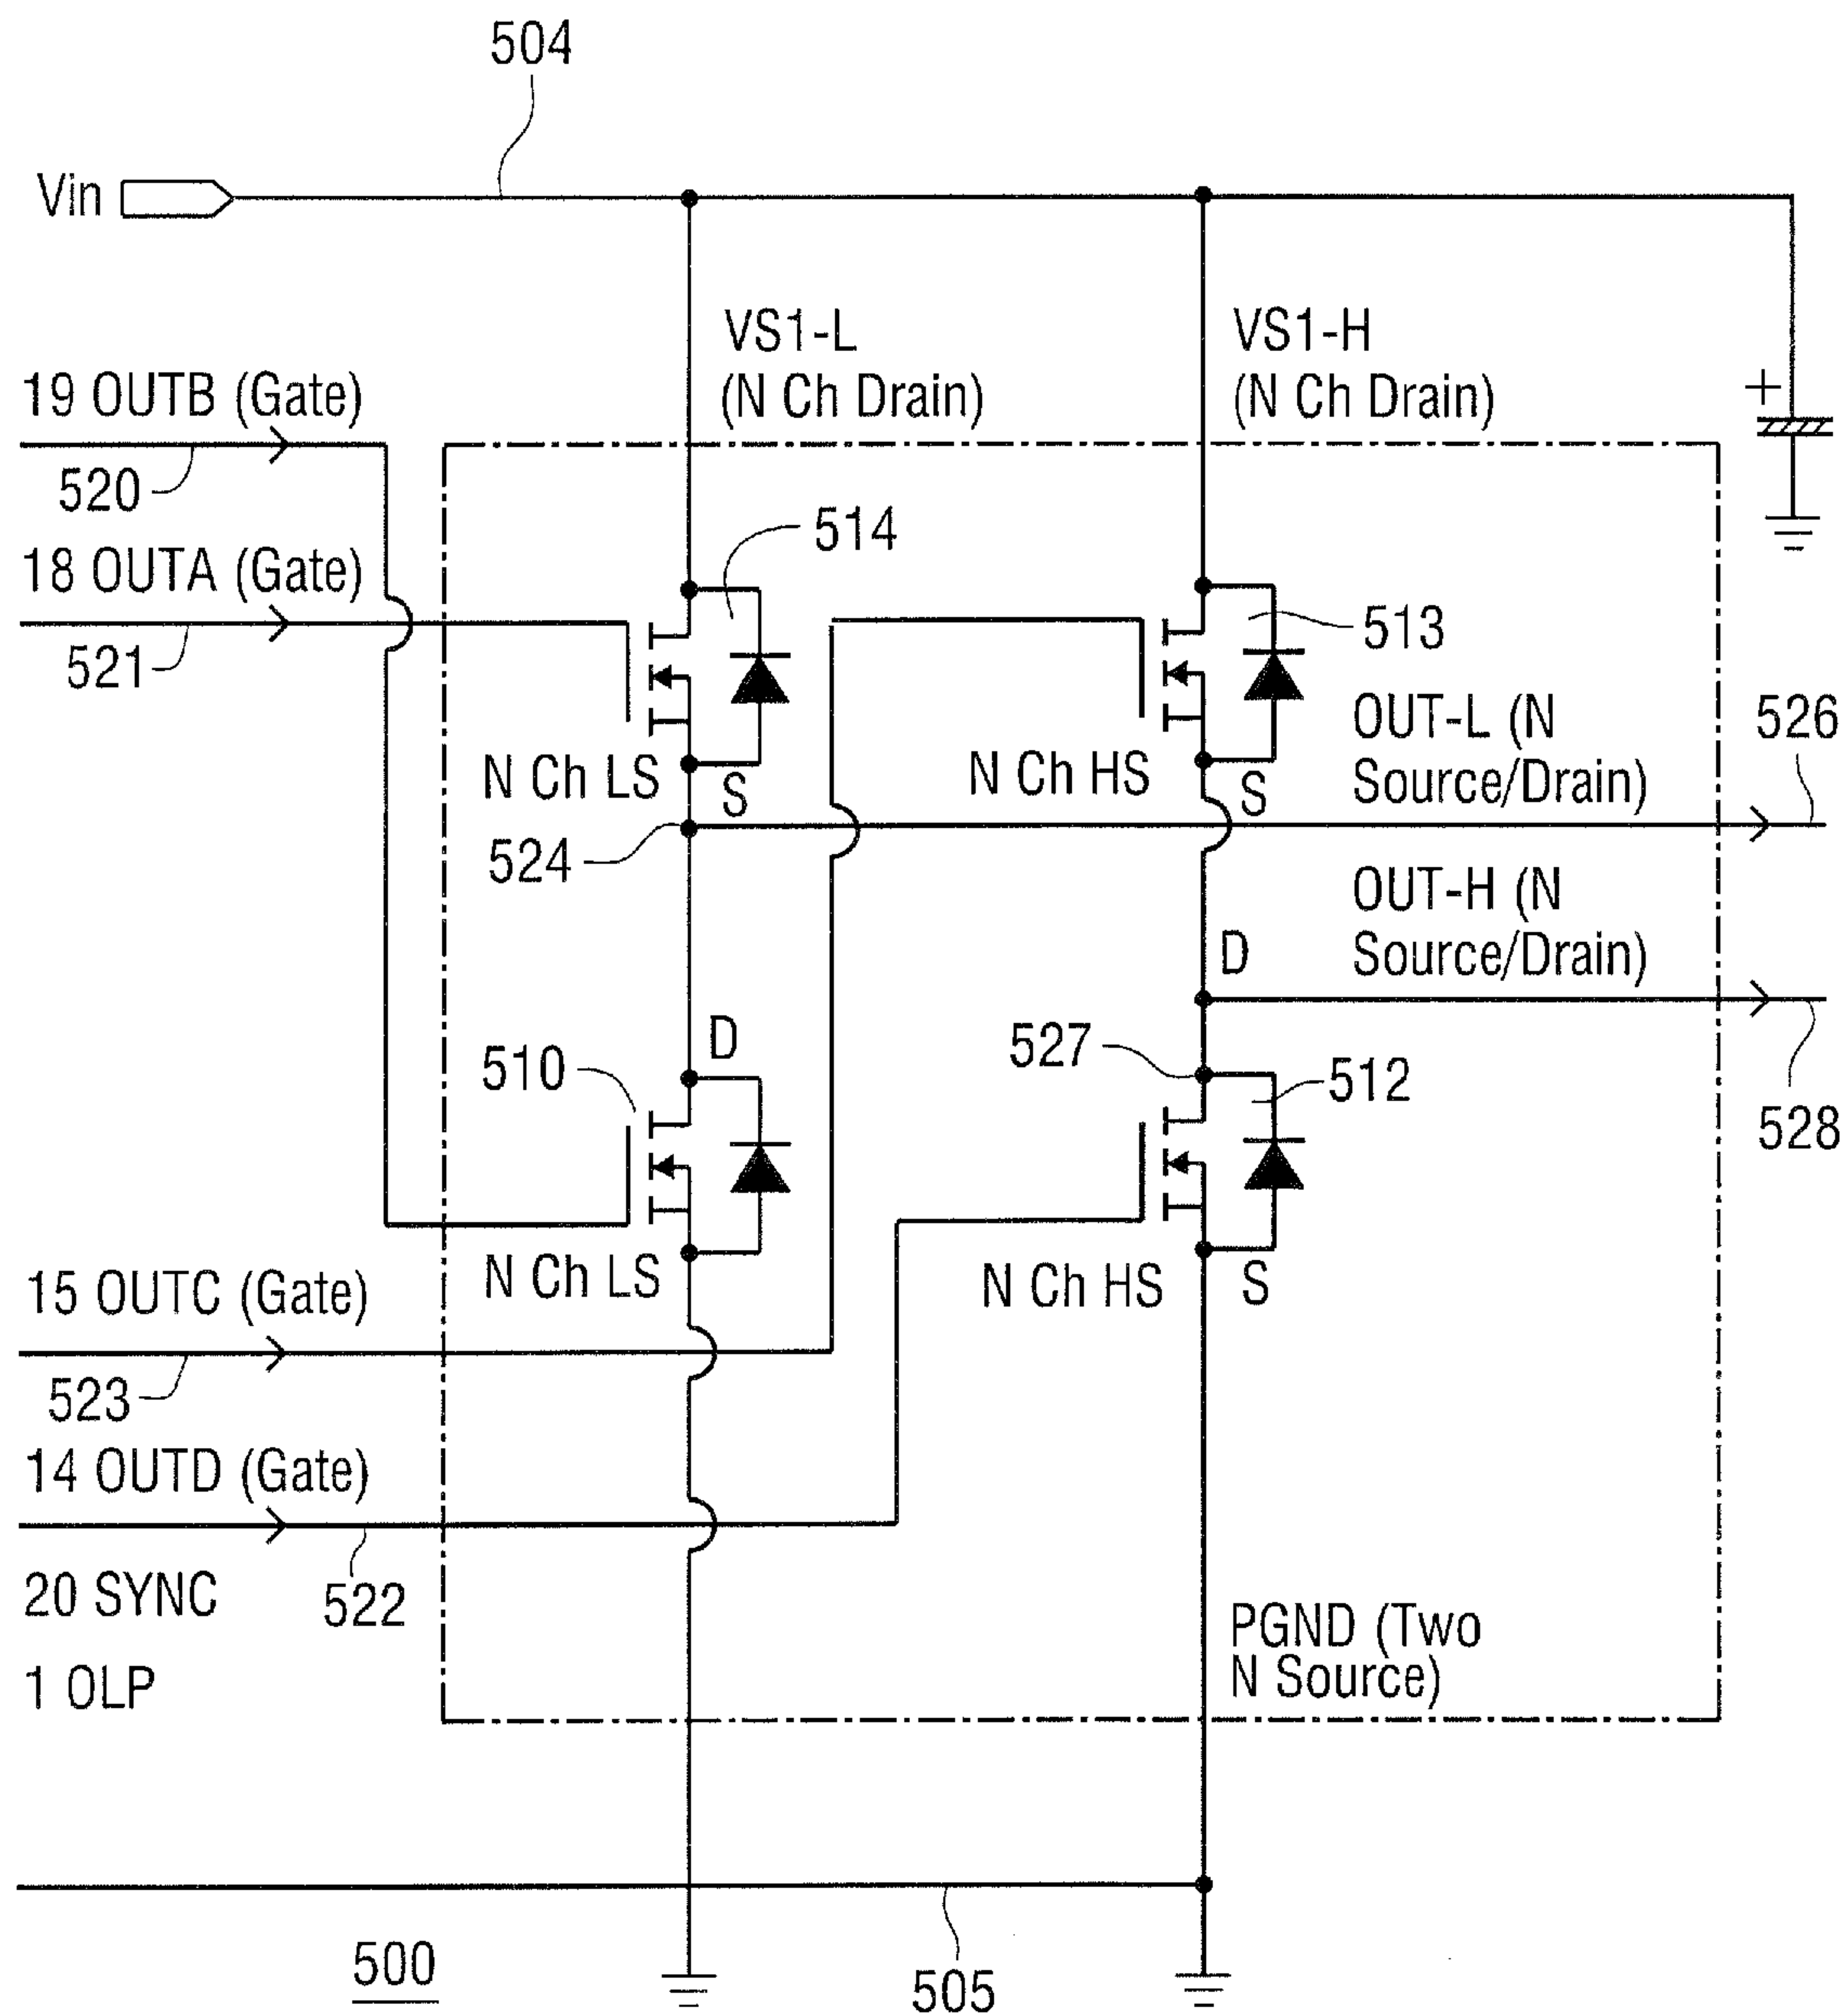 504
Vin
VS1-L
(N Ch Drain)
VS1-H
(N Ch Drain)
+
19 OUTB (Gate)
520
514
18 OUTA (Gate)
521
513
N Ch LS
S
N Ch HS
S
OUT-L (N
Source/Drain)
526
524
OUT-H (N
Source/Drain)
D
528
510
D
527
512
N Ch LS
N Ch HS
S
15 OUTC (Gate)
523
14 OUTD (Gate)
522
20 SYNC
1 OLP
PGND (Two
N Source)
500
505